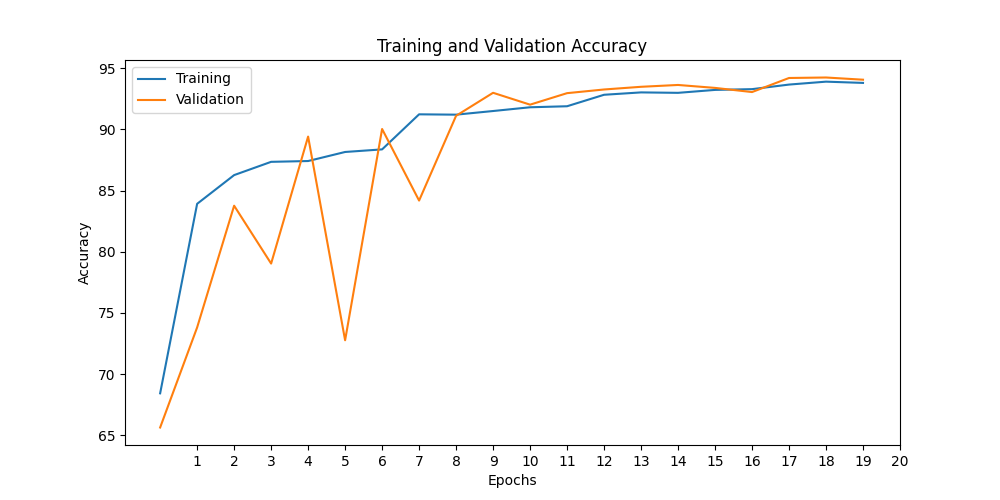 Training and Validation Accuracy
Training
Validation
95
90
85
80
75
70
65
Accuracy
1 2 3 4 5 6 7 8 9 10 11 12 13 14 15 16 17 18 19 20
Epochs